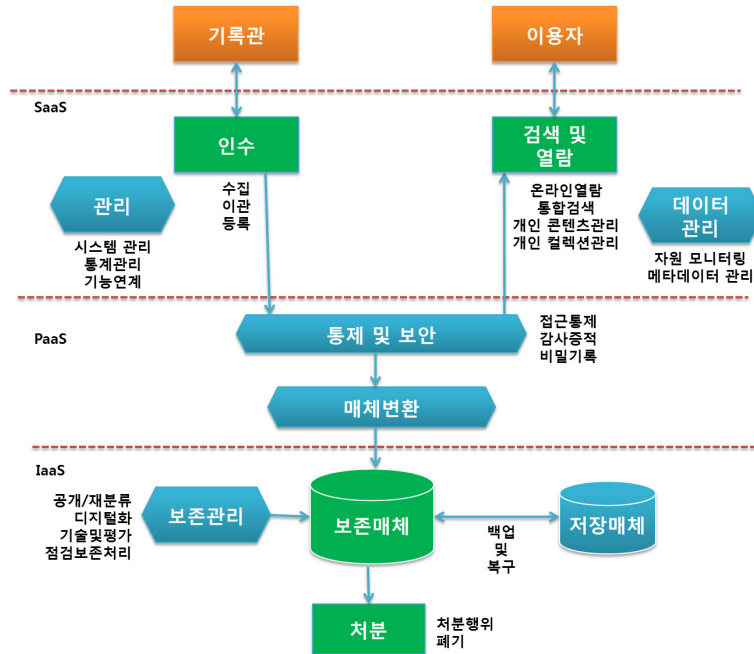 기록관
이용자
SaaS
인수
검색 및
열람
수집
이관
등록
관리
시스템 관리
통계관리
기능연계
온라인열람
통합검색
개인 콘텐츠관리
개인 컬렉션관리
데이터
관리
자원 모니터링
메타데이터 관리
PaaS
통제 및 보안
접근통제
감사증적
비밀기록
매체변환
IaaS
공개/재분류
디지털화
기술및평가
점검보존처리
보존관리
보존매체
백업
및
복구
저장매체
처분
처분행위
폐기